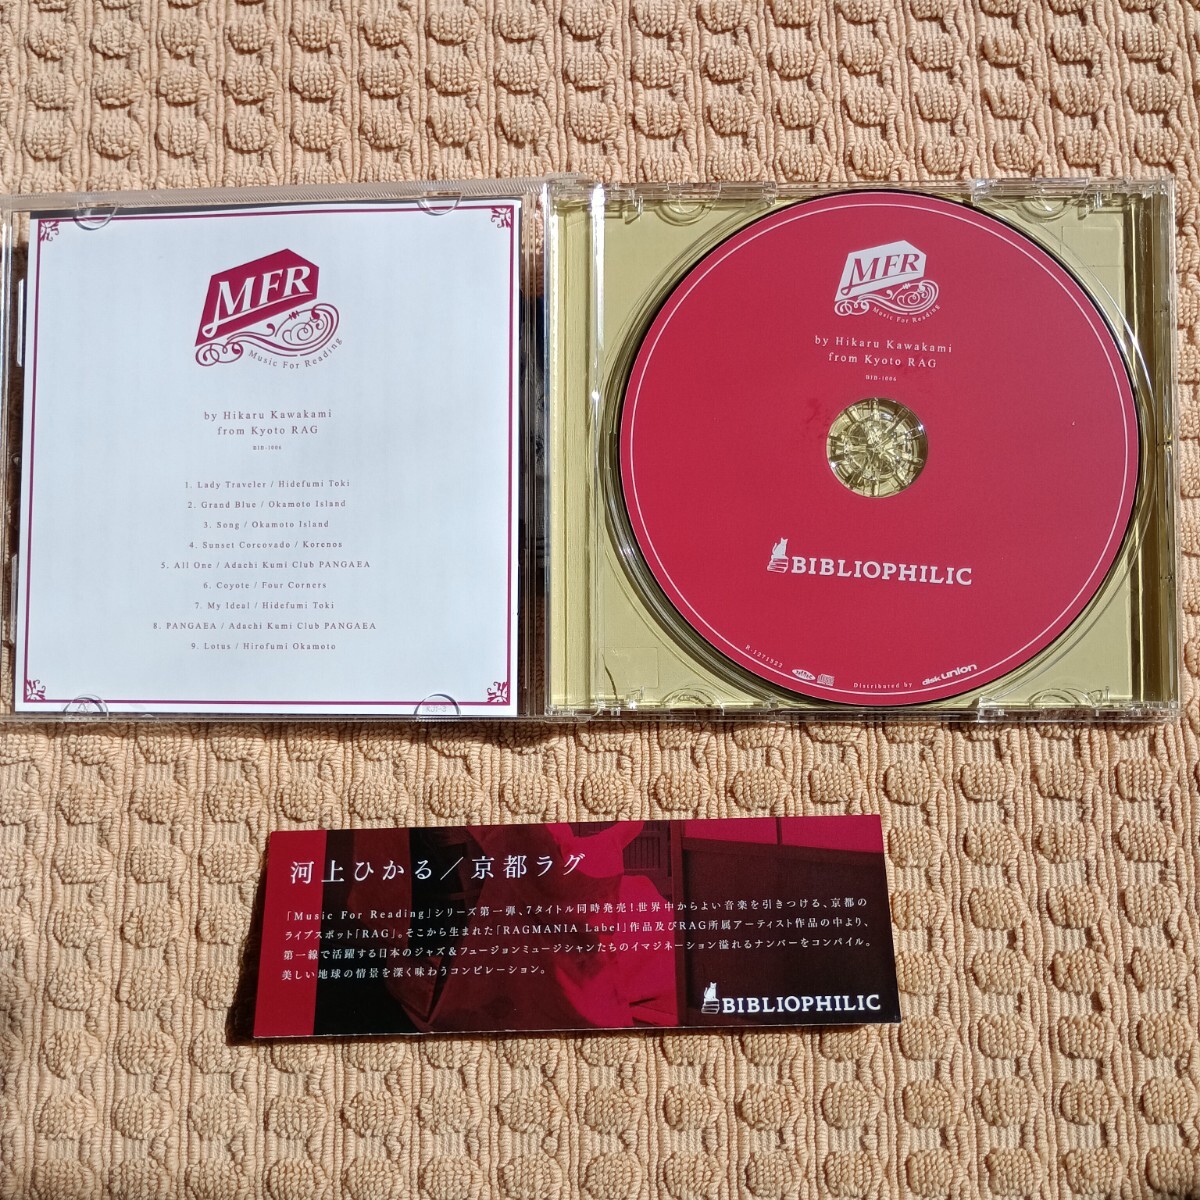 MFR
Music For Reading
by Hikaru Kawakami
from Kyoto RAG
BIB-1006
1. Lady Traveler / Hidefumi Toki
2. Grand Blue / Okamoto Island
3. Song / Okamoto Island
4. Sunset Corcovado / Korenos
5. All One / Adachi Kumi Club PANGAEA
6. Coyote / Four Corners
7. My Ideal / Hidefumi Toki
8. PANGAEA / Adachi Kumi Club PANGAEA
9. Lotus / Hirofumi Okamoto
MFR
Music For Reading
by Hikaru Kawakami
from Kyoto RAG
BIB-1006
BIBLIOPHILIC
R-1271522
Distributed by disk union
河上ひかる／京都ラグ
「Music For Reading」シリーズ第一弾、7タイトル同時発売！世界中からよい音楽を引きつける、京都の
ライブスポット「RAG」。そこから生まれた「RAGMANIA Label」作品及びRAG所属アーティスト作品の中より、
第一線で活躍する日本のジャズ＆フュージョンミュージシャンたちのイマジネーション溢れるナンバーをコンパイル。
美しい地球の情景を深く味わうコンピレーション。
BIBLIOPHILIC